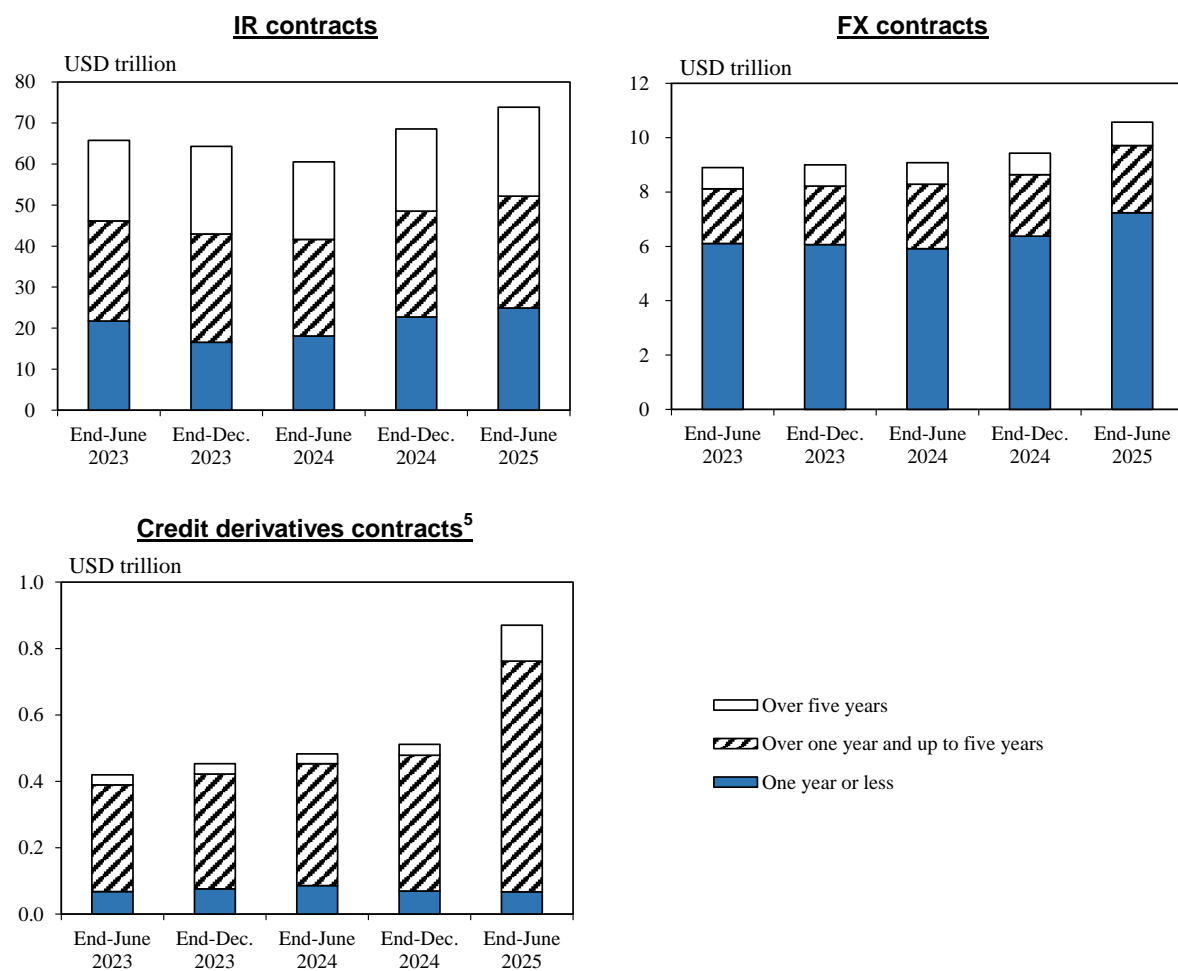 IR contracts
USD trillion
80
70
60
50
40
30
20
10
0
End-June
2023
End-Dec.
2023
End-June
2024
End-Dec.
2024
End-June
2025
FX contracts
USD trillion
12
10
8
6
4
2
0
End-June
2023
End-Dec.
2023
End-June
2024
End-Dec.
2024
End-June
2025
Credit derivatives contracts5
USD trillion
1.0
0.8
0.6
0.4
0.2
0.0
End-June
2023
End-Dec.
2023
End-June
2024
End-Dec.
2024
End-June
2025
Over five years
Over one year and up to five years
One year or less